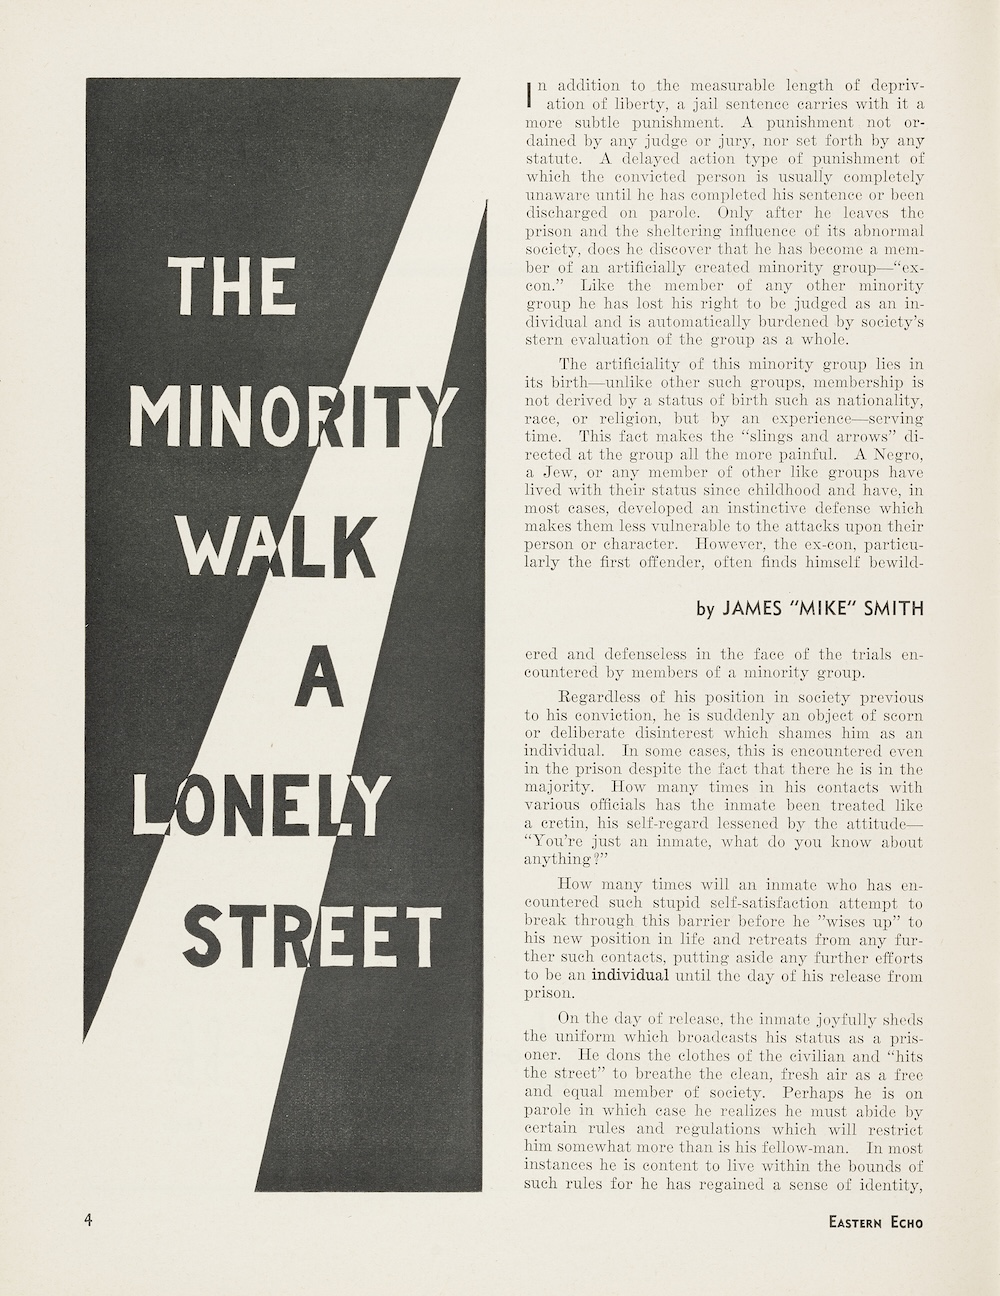 THE
MINORITY
WALK
A
LONELY
STREET
In addition to the measurable length of depriv-
ation of liberty, a jail sentence carries with it a
more subtle punishment. A punishment not or-
dained by any judge or jury, nor set forth by any
statute. A delayed action type of punishment of
which the convicted person is usually completely
unaware until he has completed his sentence or been
discharged on parole. Only after he leaves the
prison and the sheltering influence of its abnormal
society, does he discover that he has become a mem-
ber of an artificially created minority group—“ex-
con.” Like the member of any other minority
group he has lost his right to be judged as an in-
dividual and is automatically burdened by society’s
stern evaluation of the group as a whole.
The artificiality of this minority group lies in
its birth—unlike other such groups, membership is
not derived by a status of birth such as nationality,
race, or religion, but by an experience—serving
time. This fact makes the “slings and arrows” di-
rected at the group all the more painful. A Negro,
a Jew, or any member of other like groups have
lived with their status since childhood and have, in
most cases, developed an instinctive defense which
makes them less vulnerable to the attacks upon their
person or character. However, the ex-con, particu-
larly the first offender, often finds himself bewild-
by JAMES "MIKE" SMITH
ered and defenseless in the face of the trials en-
countered by members of a minority group.
Regardless of his position in society previous
to his conviction, he is suddenly an object of scorn
or deliberate disinterest which shames him as an
individual. In some cases, this is encountered even
in the prison despite the fact that there he is in the
majority. How many times in his contacts with
various officials has the inmate been treated like
a cretin, his self-regard lessened by the attitude—
“You’re just an inmate, what do you know about
anything?”
How many times will an inmate who has en-
countered such stupid self-satisfaction attempt to
break through this barrier before he ”wises up” to
his new position in life and retreats from any fur-
ther such contacts, putting aside any further efforts
to be an individual until the day of his release from
prison.
On the day of release, the inmate joyfully sheds
the uniform which broadcasts his status as a pris-
oner. He dons the clothes of the civilian and “hits
the street” to breathe the clean, fresh air as a free
and equal member of society. Perhaps he is on
parole in which case he realizes he must abide by
certain rules and regulations which will restrict
him somewhat more than is his fellow-man. In most
instances he is content to live within the bounds of
such rules for he has regained a sense of identity,
4
EASTERN ECHO